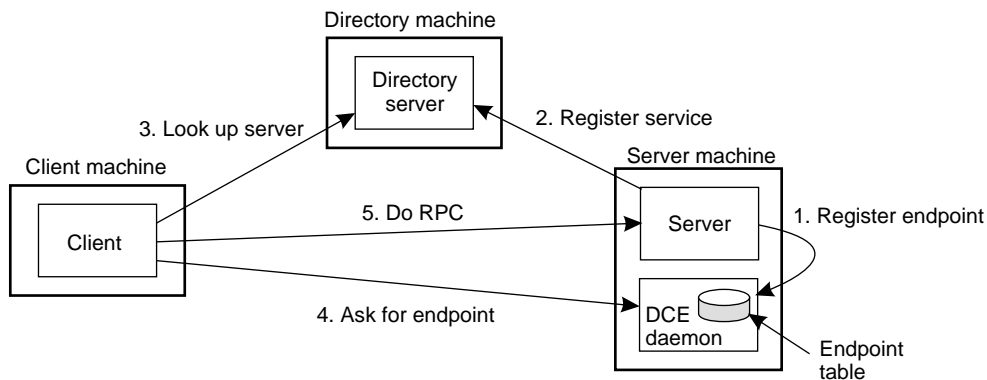 Directory machine
Directory
server
3. Look up server
2. Register service
Client machine
Server machine
Client
5. Do RPC
Server
1. Register endpoint
4. Ask for endpoint
DCE
daemon
Endpoint
table